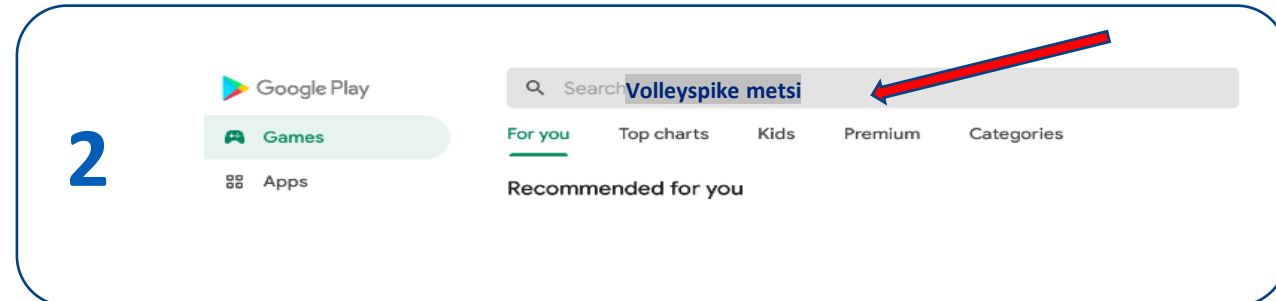 2
Google Play
Search Volleyspike metsi
Games
For you Top charts Kids Premium Categories
Apps
Recommended for you